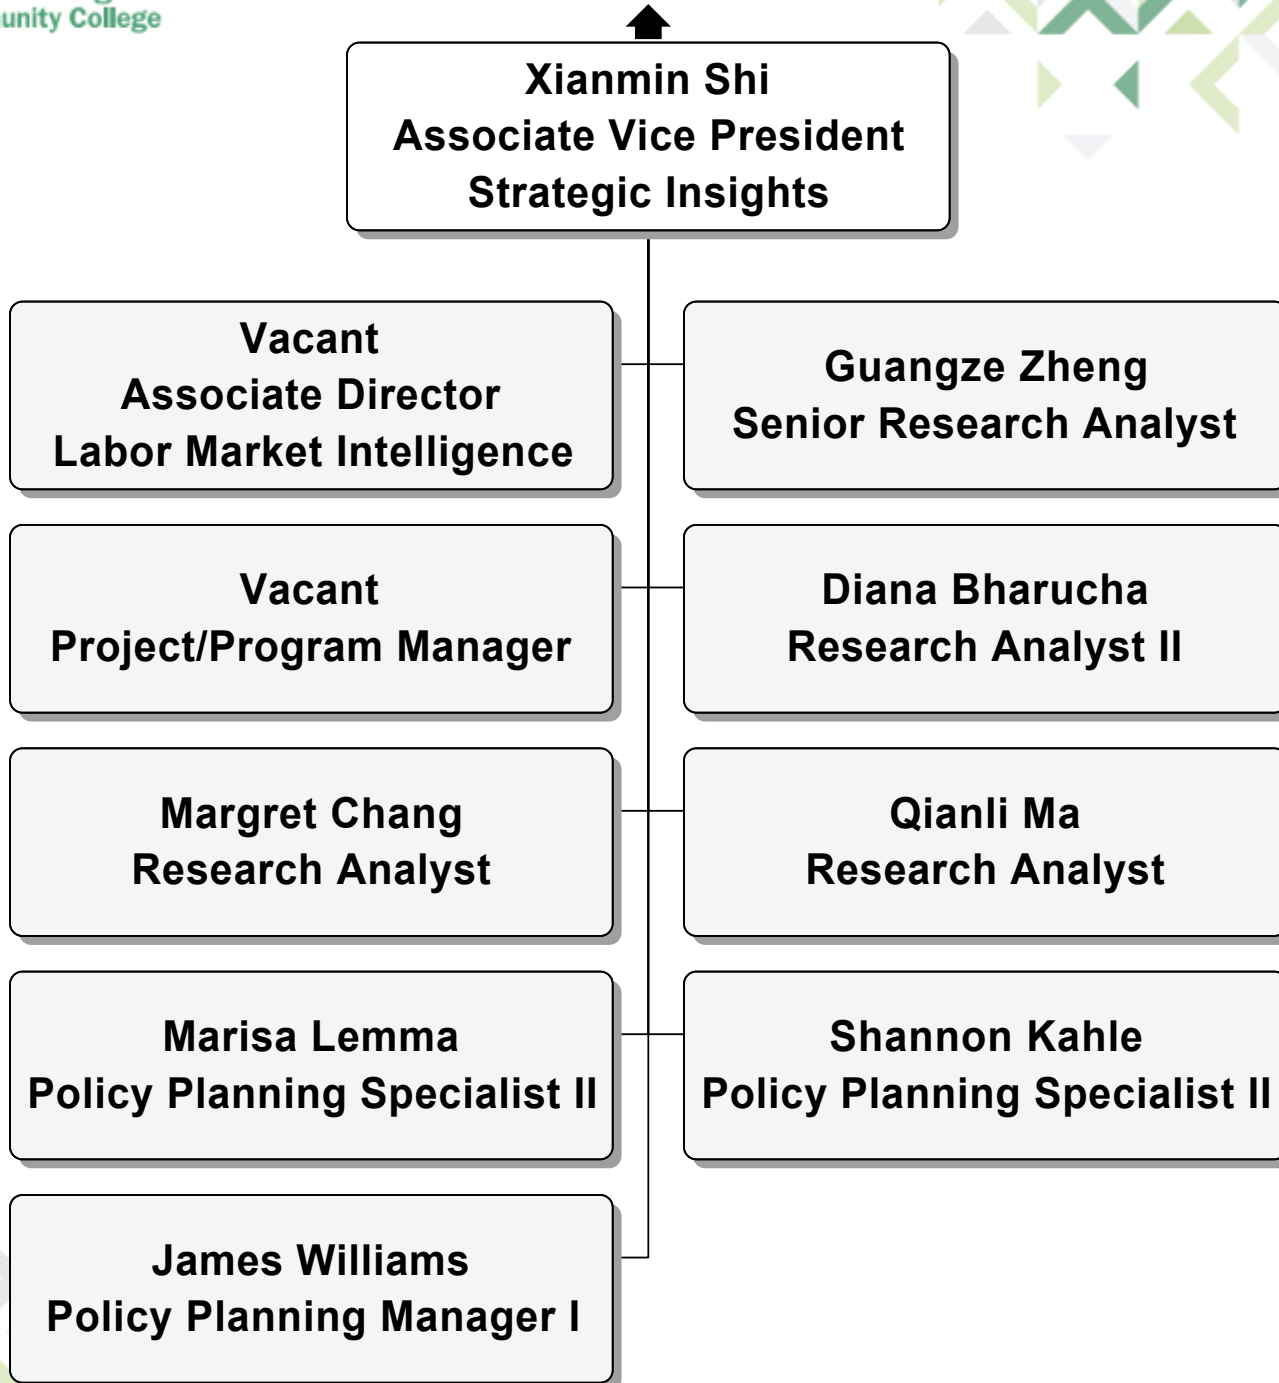 unity College
Xianmin Shi
Associate Vice President
Strategic Insights
Vacant
Associate Director
Labor Market Intelligence
Guangze Zheng
Senior Research Analyst
Vacant
Project/Program Manager
Diana Bharucha
Research Analyst II
Margret Chang
Research Analyst
Qianli Ma
Research Analyst
Marisa Lemma
Policy Planning Specialist II
Shannon Kahle
Policy Planning Specialist II
James Williams
Policy Planning Manager I